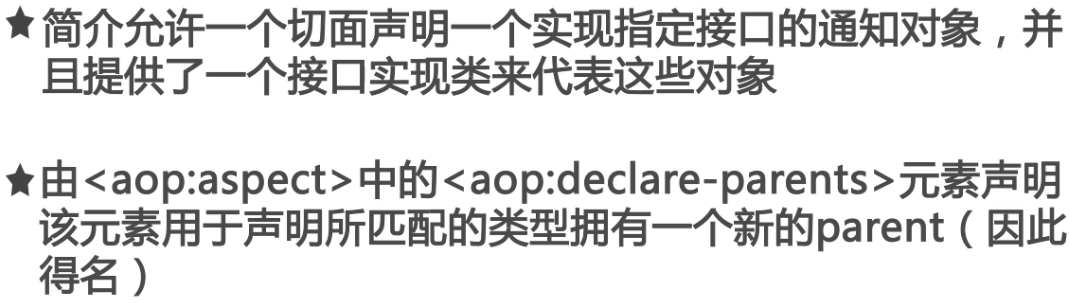 ★简介允许一个切面声明一个实现指定接口的通知对象，并
且提供了一个接口实现类来代表这些对象
★由<aop:aspect>中的<aop:declare-parents>元素声明
该元素用于声明所匹配的类型拥有一个新的parent（因此
得名）